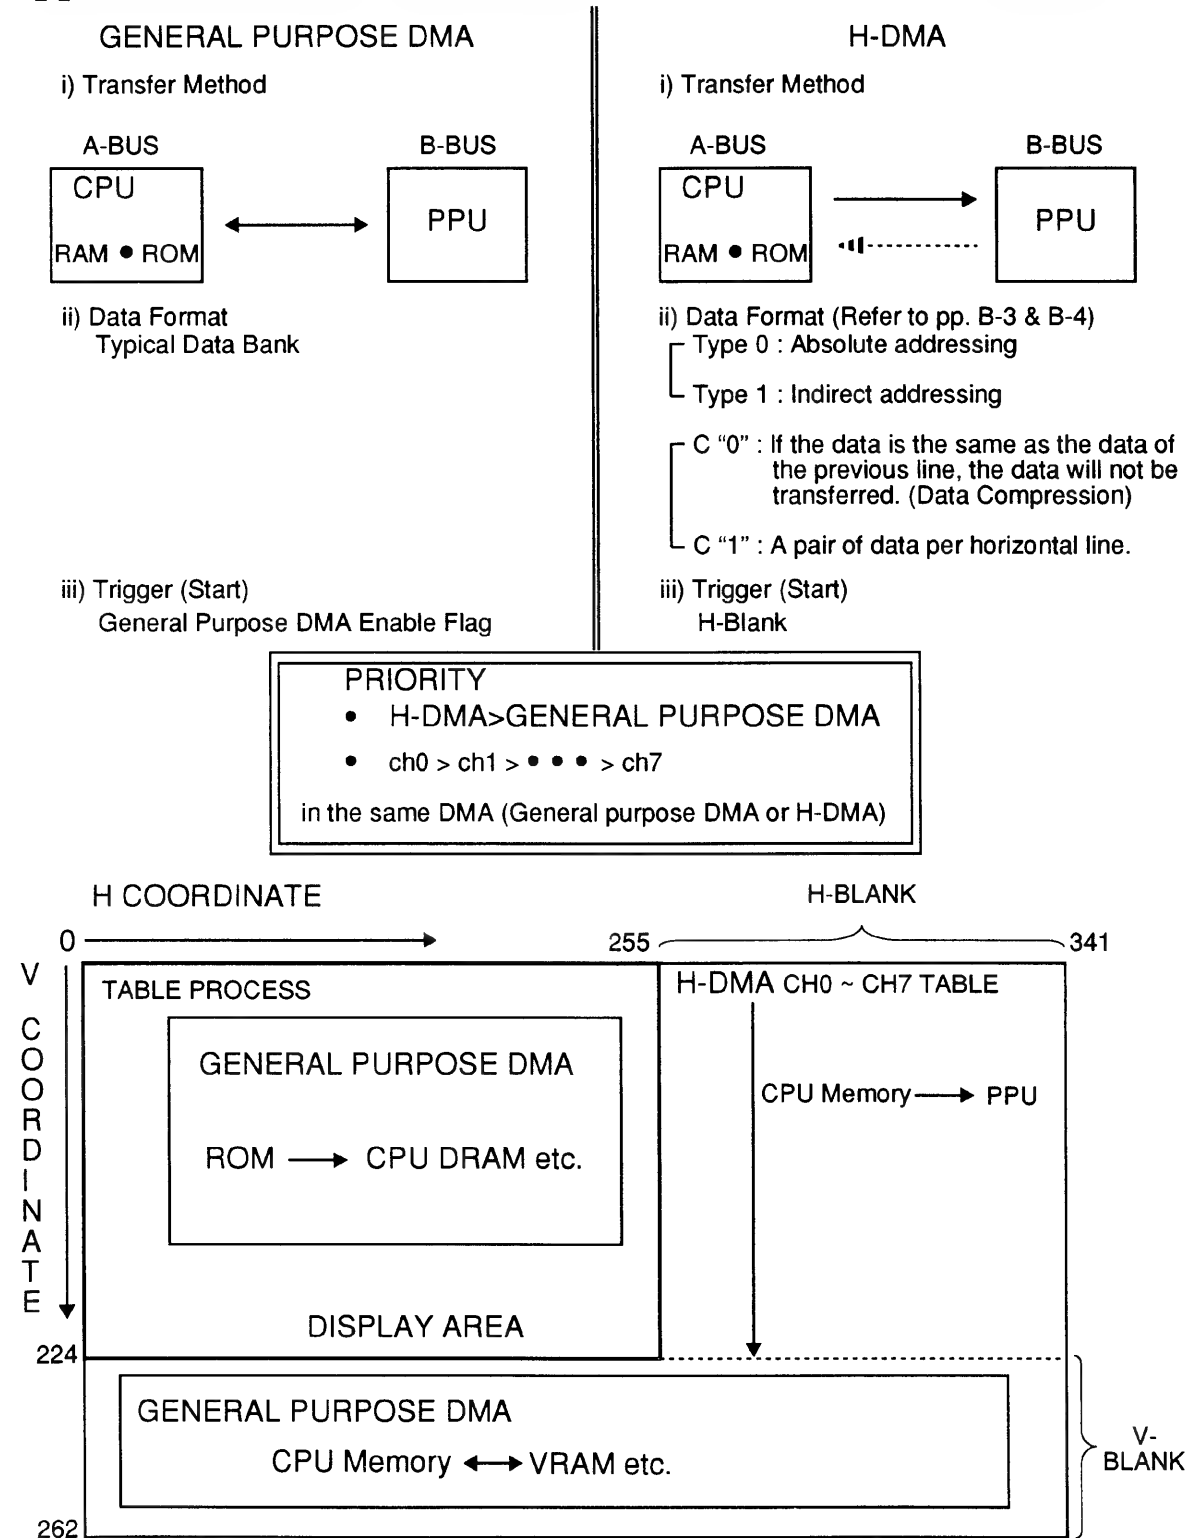 GENERAL PURPOSE DMA
i) Transfer Method
A-BUS
B-BUS
CPU
RAM ● ROM
PPU
ii) Data Format
Typical Data Bank
iii) Trigger (Start)
General Purpose DMA Enable Flag
H-DMA
i) Transfer Method
A-BUS
B-BUS
CPU
RAM ● ROM
PPU
ii) Data Format (Refer to pp. B-3 & B-4)
Type 0 : Absolute addressing
Type 1 : Indirect addressing
C “0” : If the data is the same as the data of
the previous line, the data will not be
transferred. (Data Compression)
C “1” : A pair of data per horizontal line.
iii) Trigger (Start)
H-Blank
PRIORITY
● H-DMA>GENERAL PURPOSE DMA
● ch0 > ch1 > ● ● ● > ch7
in the same DMA (General purpose DMA or H-DMA)
H COORDINATE
H-BLANK
0
255
341
V COORDINATE
TABLE PROCESS
GENERAL PURPOSE DMA
ROM → CPU DRAM etc.
DISPLAY AREA
H-DMA CH0 ~ CH7 TABLE
CPU Memory → PPU
224
GENERAL PURPOSE DMA
CPU Memory ↔ VRAM etc.
V-
BLANK
262